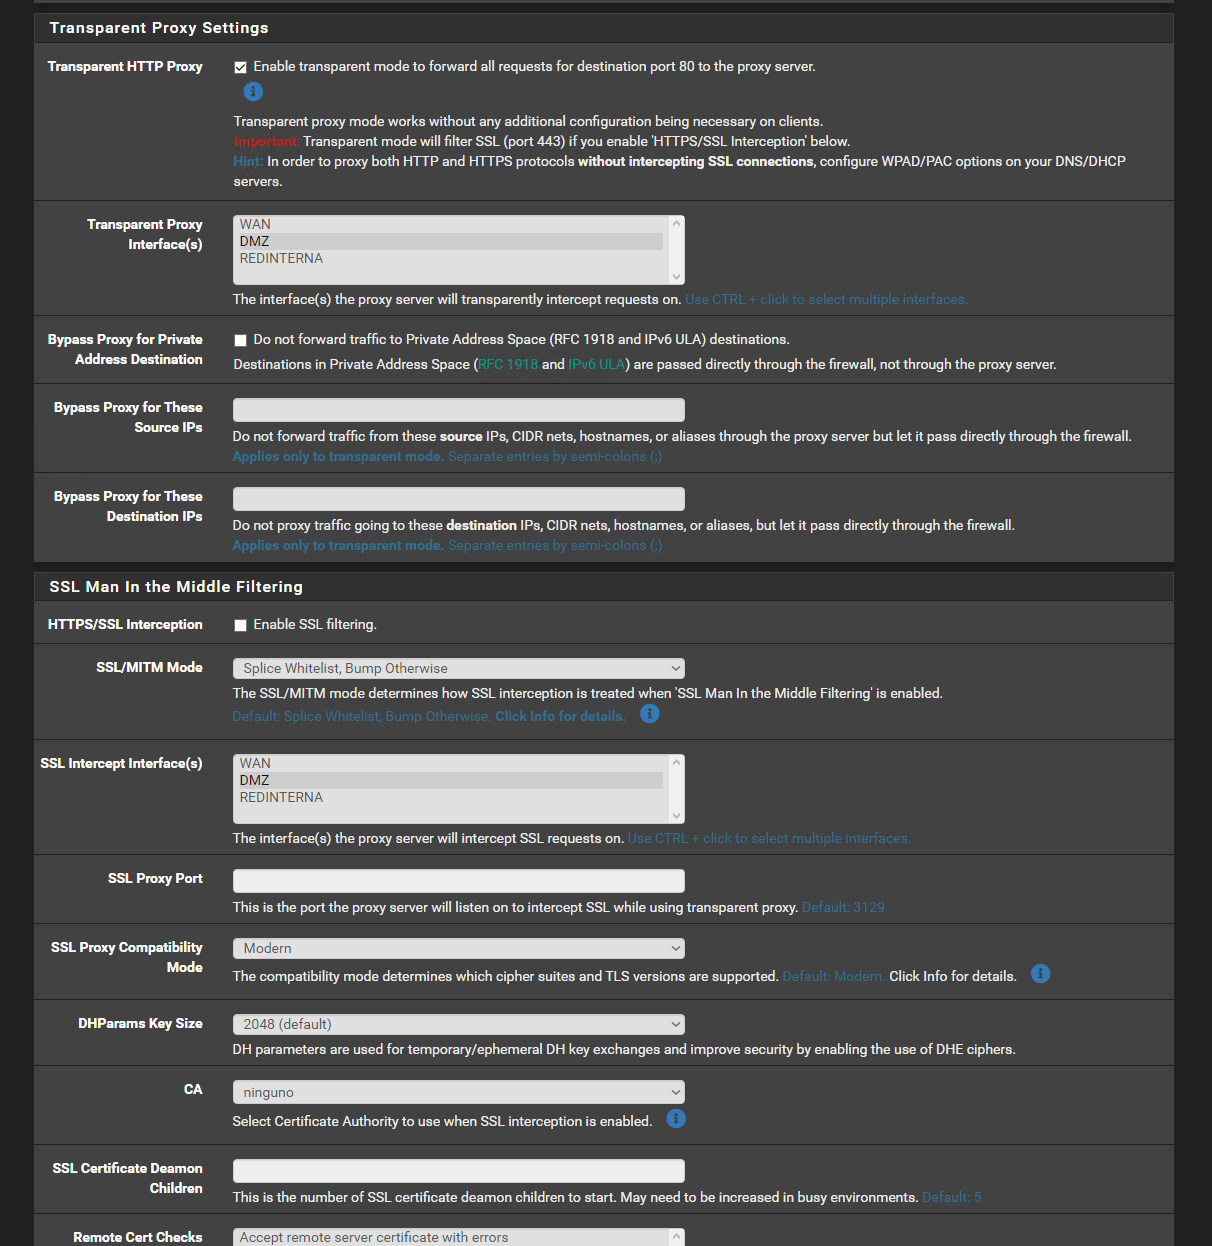 Transparent Proxy Settings
Transparent HTTP Proxy
Enable transparent mode to forward all requests for destination port 80 to the proxy server.
Transparent proxy mode works without any additional configuration being necessary on clients.
Important: Transparent mode will filter SSL (port 443) if you enable 'HTTPS/SSL Interception' below.
Hint: In order to proxy both HTTP and HTTPS protocols without intercepting SSL connections, configure WPAD/PAC options on your DNS/DHCP
servers.
Transparent Proxy
Interface(s)
WAN
DMZ
REDINTERNA
The interface(s) the proxy server will transparently intercept requests on. Use CTRL + click to select multiple interfaces.
Bypass Proxy for Private
Address Destination
Do not forward traffic to Private Address Space (RFC 1918 and IPv6 ULA) destinations.
Destinations in Private Address Space (RFC 1918 and IPv6 ULA) are passed directly through the firewall, not through the proxy server.
Bypass Proxy for These
Source IPs
Do not forward traffic from these source IPs, CIDR nets, hostnames, or aliases through the proxy server but let it pass directly through the firewall.
Applies only to transparent mode. Separate entries by semi-colons (;)
Bypass Proxy for These
Destination IPs
Do not proxy traffic going to these destination IPs, CIDR nets, hostnames, or aliases, but let it pass directly through the firewall.
Applies only to transparent mode. Separate entries by semi-colons (;)
SSL Man In the Middle Filtering
HTTPS/SSL Interception
Enable SSL filtering.
SSL/MITM Mode
Splice Whitelist, Bump Otherwise
The SSL/MITM mode determines how SSL interception is treated when 'SSL Man In the Middle Filtering' is enabled.
Default: Splice Whitelist, Bump Otherwise. Click Info for details.
SSL Intercept Interface(s)
WAN
DMZ
REDINTERNA
The interface(s) the proxy server will intercept SSL requests on. Use CTRL + click to select multiple interfaces.
SSL Proxy Port
This is the port the proxy server will listen on to intercept SSL while using transparent proxy. Default: 3129
SSL Proxy Compatibility
Mode
Modern
The compatibility mode determines which cipher suites and TLS versions are supported. Default: Modern. Click Info for details.
DHParams Key Size
2048 (default)
DH parameters are used for temporary/ephemeral DH key exchanges and improve security by enabling the use of DHE ciphers.
CA
ninguno
Select Certificate Authority to use when SSL interception is enabled.
SSL Certificate Deamon
Children
This is the number of SSL certificate deamon children to start. May need to be increased in busy environments. Default: 5
Remote Cert Checks
Accept remote server certificate with errors